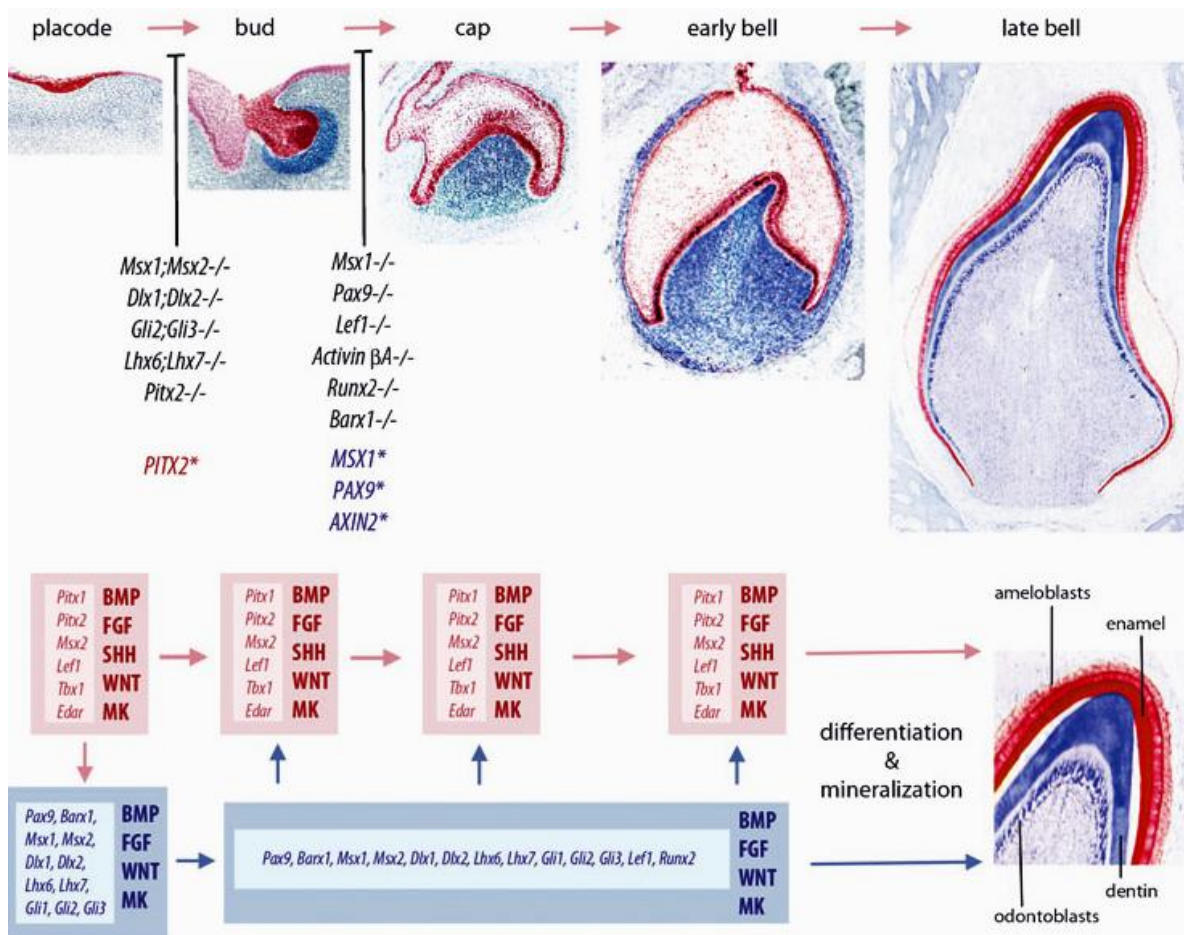 placode bud cap early bell late bell
Msx1;Msx2-/-
Dlx1;Dlx2-/-
Gli2;Gli3-/-
Lhx6;Lhx7-/-
Pitx2-/-
PITX2*
Msx1-/-
Pax9-/-
Lef1-/-
Activin βA-/-
Runx2-/-
Barx1-/-
MSX1*
PAX9*
AXIN2*
Pitx1 BMP
Pitx2 FGF
Msx2 SHH
Lef1 WNT
Tbx1
Edar MK
Pitx1 BMP
Pitx2 FGF
Msx2 SHH
Lef1 WNT
Tbx1
Edar MK
Pitx1 BMP
Pitx2 FGF
Msx2 SHH
Lef1 WNT
Tbx1
Edar MK
Pitx1 BMP
Pitx2 FGF
Msx2 SHH
Lef1 WNT
Tbx1
Edar MK
Pax9, Barx1, BMP
Msx1, Msx2, FGF
Dlx1, Dlx2, WNT
Lhx6, Lhx7,
Gli1, Gli2, Gli3 MK
Pax9, Barx1, Msx1, Msx2, Dlx1, Dlx2, Lhx6, Lhx7, Gli1, Gli2, Gli3, Lef1, Runx2
BMP
FGF
WNT
MK
differentiation
&
mineralization
ameloblasts
enamel
dentin
odontoblasts